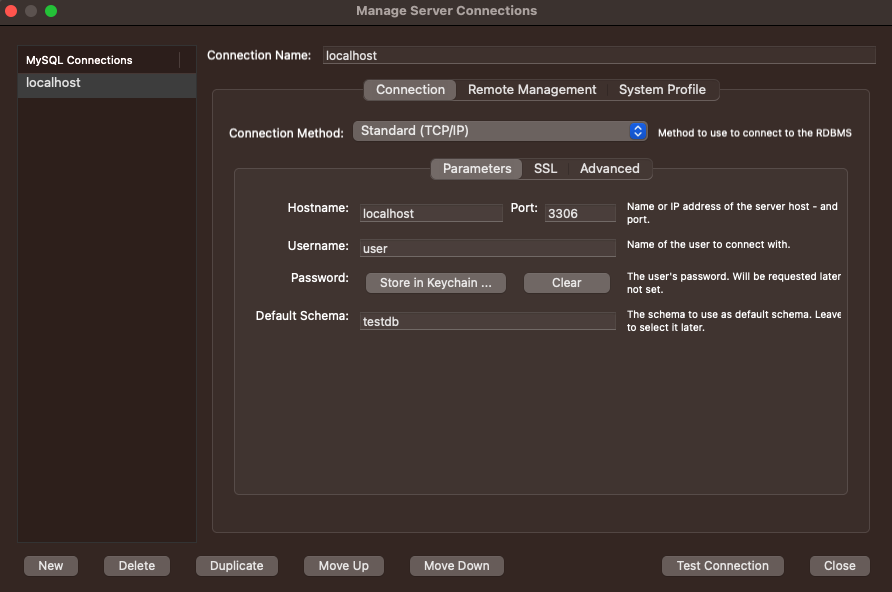 Manage Server Connections
MySQL Connections
localhost
Connection Name: localhost
Connection Remote Management System Profile
Connection Method: Standard (TCP/IP) Method to use to connect to the RDBMS
Parameters SSL Advanced
Hostname: localhost Port: 3306 Name or IP address of the server host - and
port.
Username: user Name of the user to connect with.
Password: Store in Keychain ... Clear The user's password. Will be requested later
not set.
Default Schema: testdb The schema to use as default schema. Leave
to select it later.
New Delete Duplicate Move Up Move Down Test Connection Close